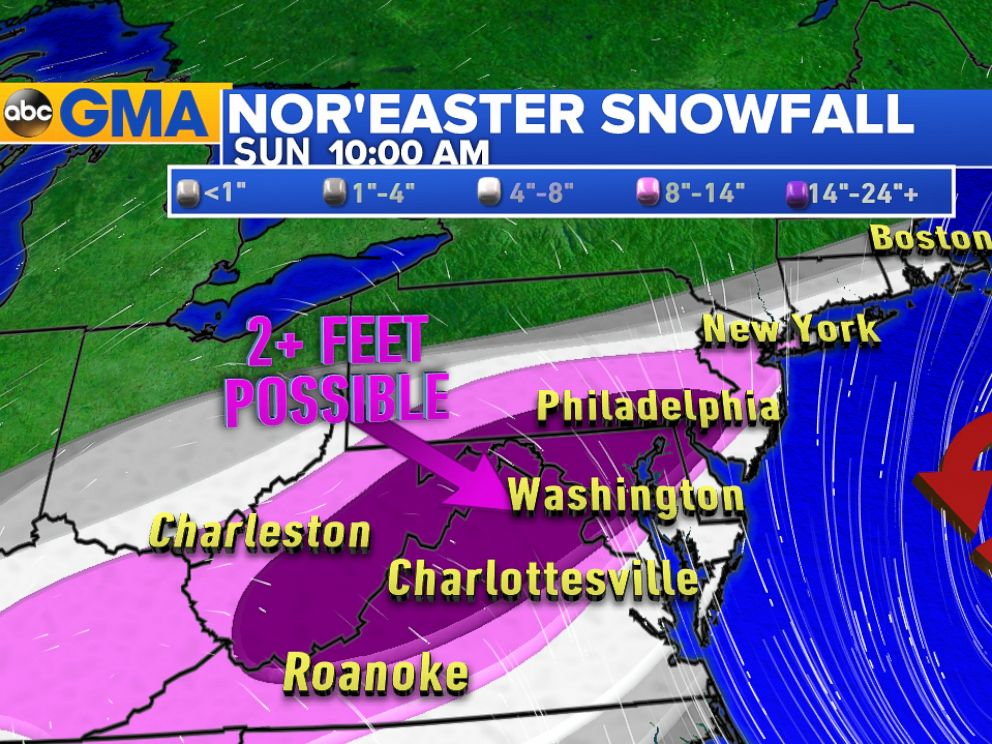 abc GMA
NOR'EASTER SNOWFALL
SUN 10:00 AM
<1" 1"-4" 4"-8" 8"-14" 14"-24"+
Boston
New York
2+ FEET
POSSIBLE
Philadelphia
Washington
Charleston
Charlottesville
Roanoke